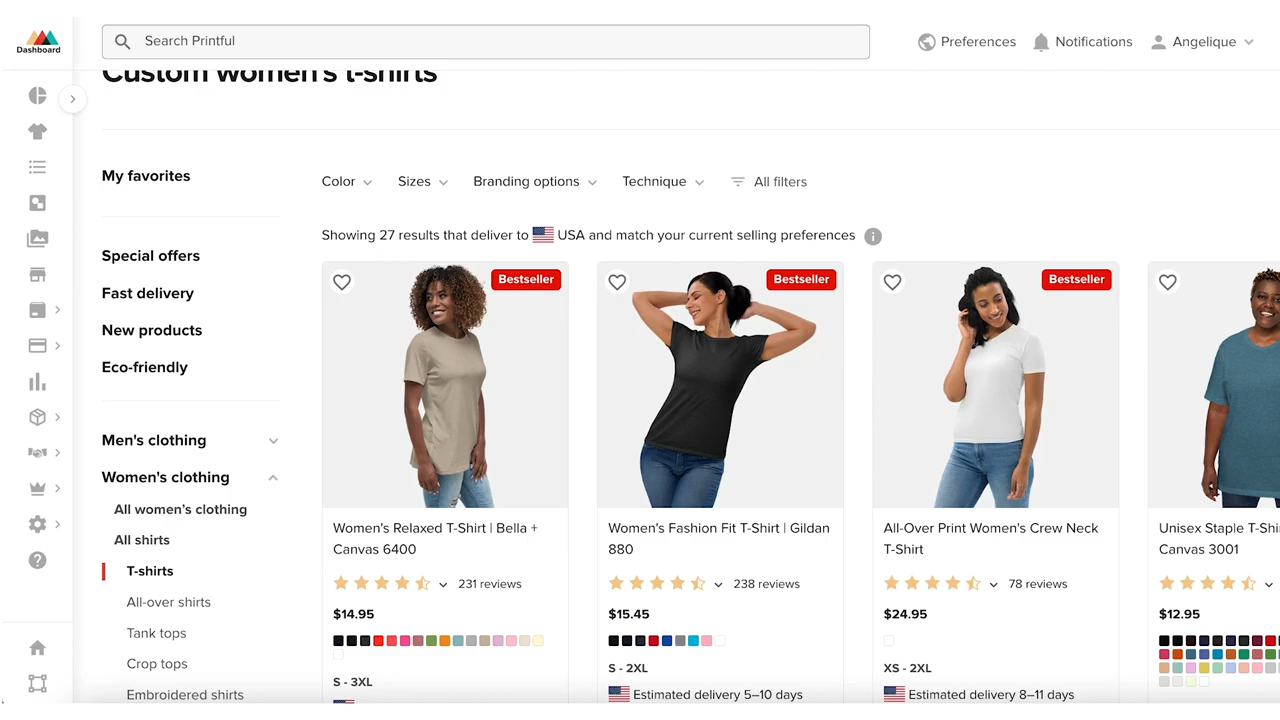 Dashboard
Search Printful
Preferences
Notifications
Angelique
Custom women's t-shirts
My favorites
Special offers
Fast delivery
New products
Eco-friendly
Men's clothing
Women's clothing
All women's clothing
All shirts
T-shirts
All-over shirts
Tank tops
Crop tops
Embroidered shirts
Color
Sizes
Branding options
Technique
All filters
Showing 27 results that deliver to USA and match your current selling preferences
Bestseller
Women's Relaxed T-Shirt | Bella +
Canvas 6400
231 reviews
$14.95
S - 3XL
Bestseller
Women's Fashion Fit T-Shirt | Gildan
880
238 reviews
$15.45
S - 2XL
Estimated delivery 5–10 days
Bestseller
All-Over Print Women's Crew Neck
T-Shirt
78 reviews
$24.95
XS - 2XL
Estimated delivery 8–11 days
Unisex Staple T-Shi
Canvas 3001
$12.95